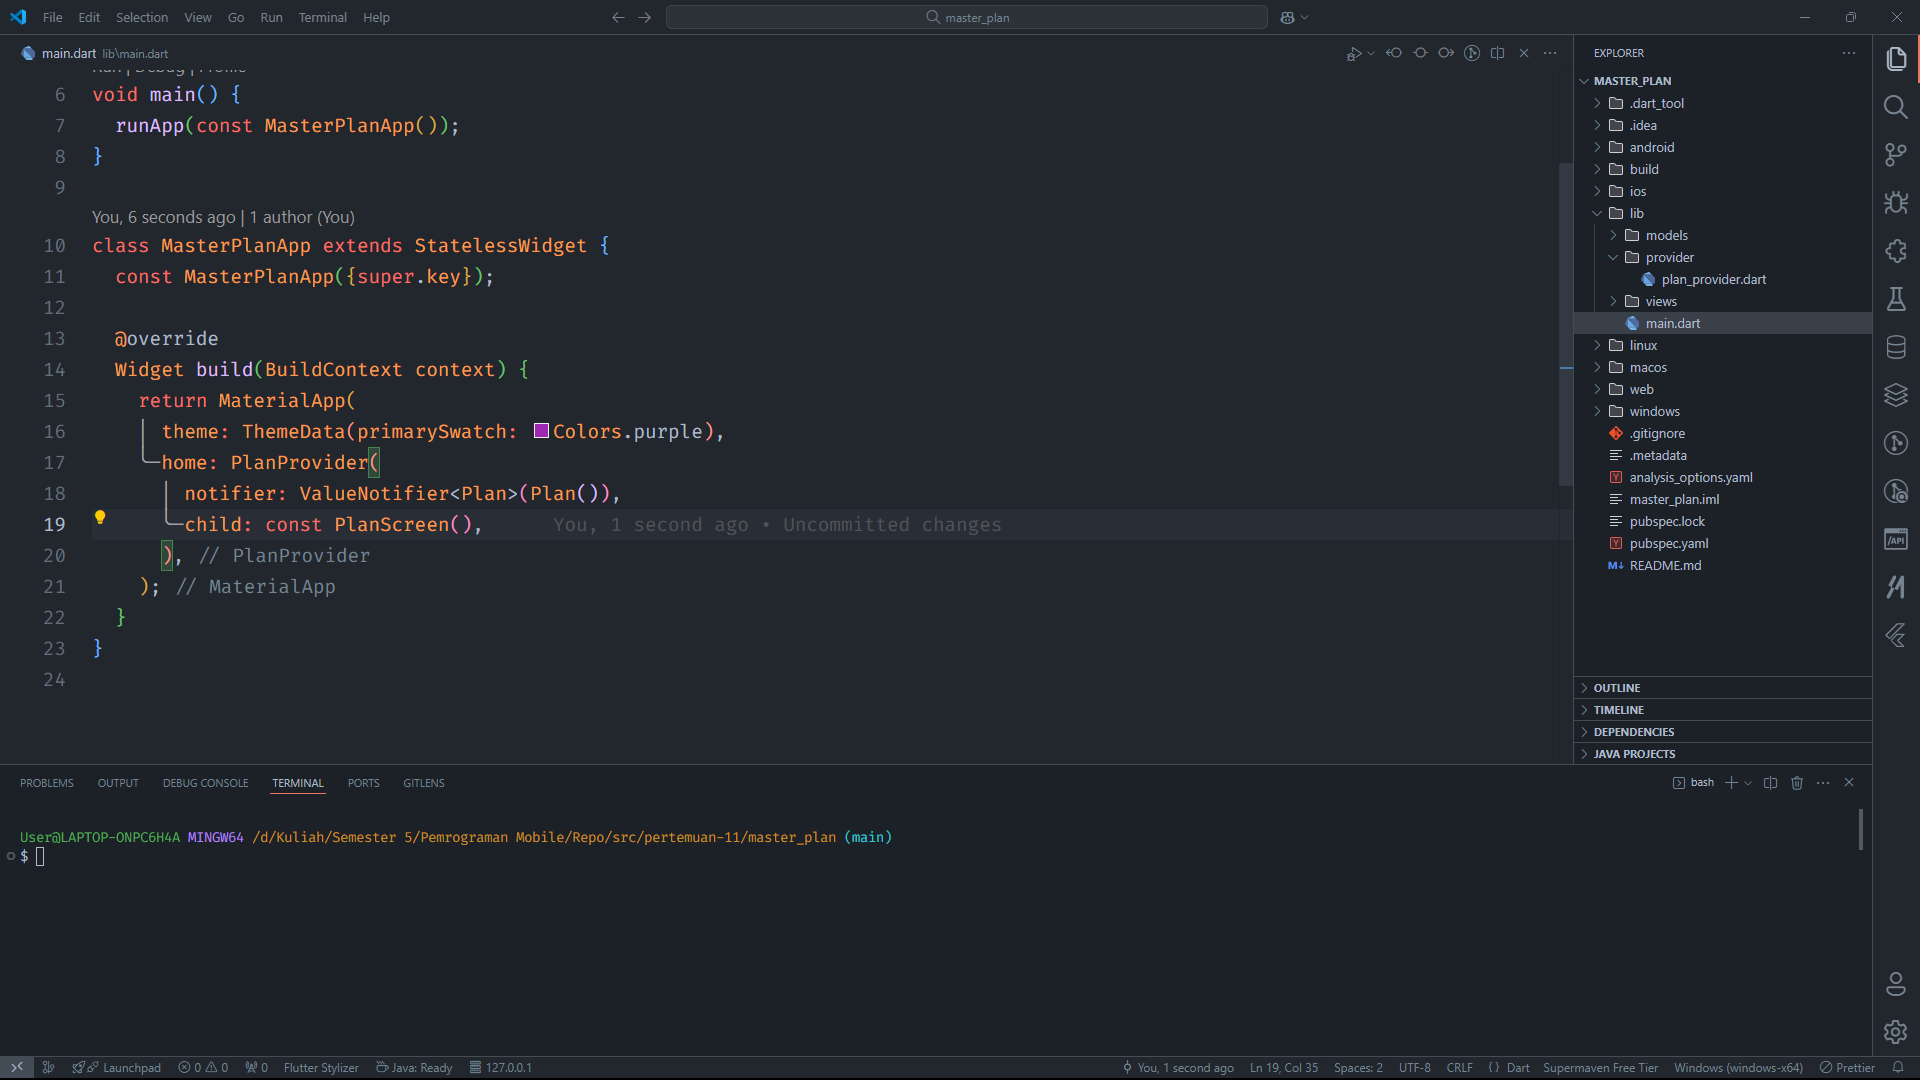 File Edit Selection View Go Run Terminal Help
master_plan
main.dart lib\main.dart
Run | Debug | Profile
6 void main() {
7 runApp(const MasterPlanApp());
8 }
9
You, 6 seconds ago | 1 author (You)
10 class MasterPlanApp extends StatelessWidget {
11 const MasterPlanApp({super.key});
12
13 @override
14 Widget build(BuildContext context) {
15 return MaterialApp(
16 theme: ThemeData(primarySwatch: Colors.purple),
17 home: PlanProvider(
18 notifier: ValueNotifier<Plan>(Plan()),
19 child: const PlanScreen(), You, 1 second ago • Uncommitted changes
20 ), // PlanProvider
21 ); // MaterialApp
22 }
23 }
24
EXPLORER
MASTER_PLAN
.dart_tool
.idea
android
build
ios
lib
models
provider
plan_provider.dart
views
main.dart
linux
macos
web
windows
.gitignore
.metadata
analysis_options.yaml
master_plan.iml
pubspec.lock
pubspec.yaml
README.md
OUTLINE
TIMELINE
DEPENDENCIES
JAVA PROJECTS
PROBLEMS OUTPUT DEBUG CONSOLE TERMINAL PORTS GITLENS
bash
User@LAPTOP-ONPC6H4A MINGW64 /d/Kuliah/Semester 5/Pemrograman Mobile/Repo/src/pertemuan-11/master_plan (main)
$
Launchpad 0 0 0 Flutter Stylizer Java: Ready 127.0.0.1 You, 1 second ago Ln 19, Col 35 Spaces: 2 UTF-8 CRLF {} Dart Supermaven Free Tier Windows (windows-x64) Prettier